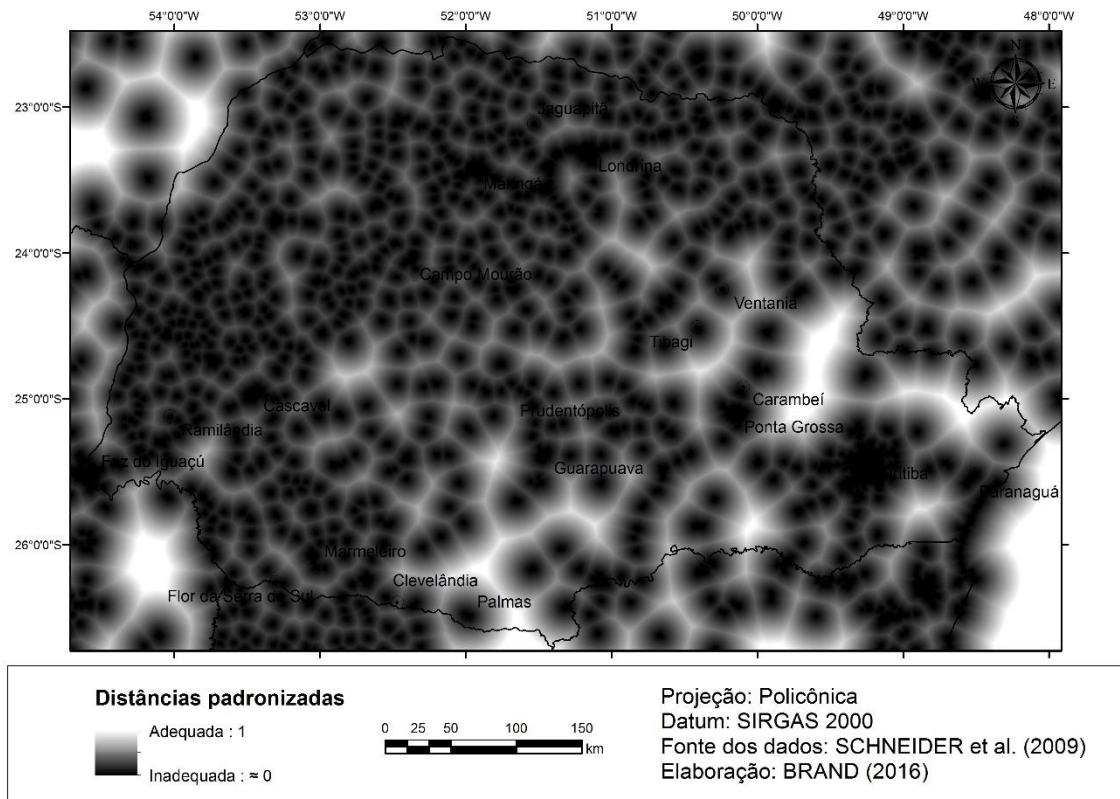 54°0'0"W 53°0'0"W 52°0'0"W 51°0'0"W 50°0'0"W 49°0'0"W 48°0'0"W
N
W E
S
23°0'0"S
Jaguapitã
Londrina
Maringá
24°0'0"S
Campo Mourão
Ventania
Tibagi
25°0'0"S
Carambeí
Cascavel
Prudentópolis
Ponta Grossa
Ramilândia
Foz do Iguaçú
Guarapuava
Curitiba
Paranaguá
26°0'0"S
Marmeleiro
Clevelândia
Flor da Serra do Sul
Palmas
Distâncias padronizadas
Adequada : 1
Inadequada : ≈ 0
0 25 50 100 150
km
Projeção: Policônica
Datum: SIRGAS 2000
Fonte dos dados: SCHNEIDER et al. (2009)
Elaboração: BRAND (2016)